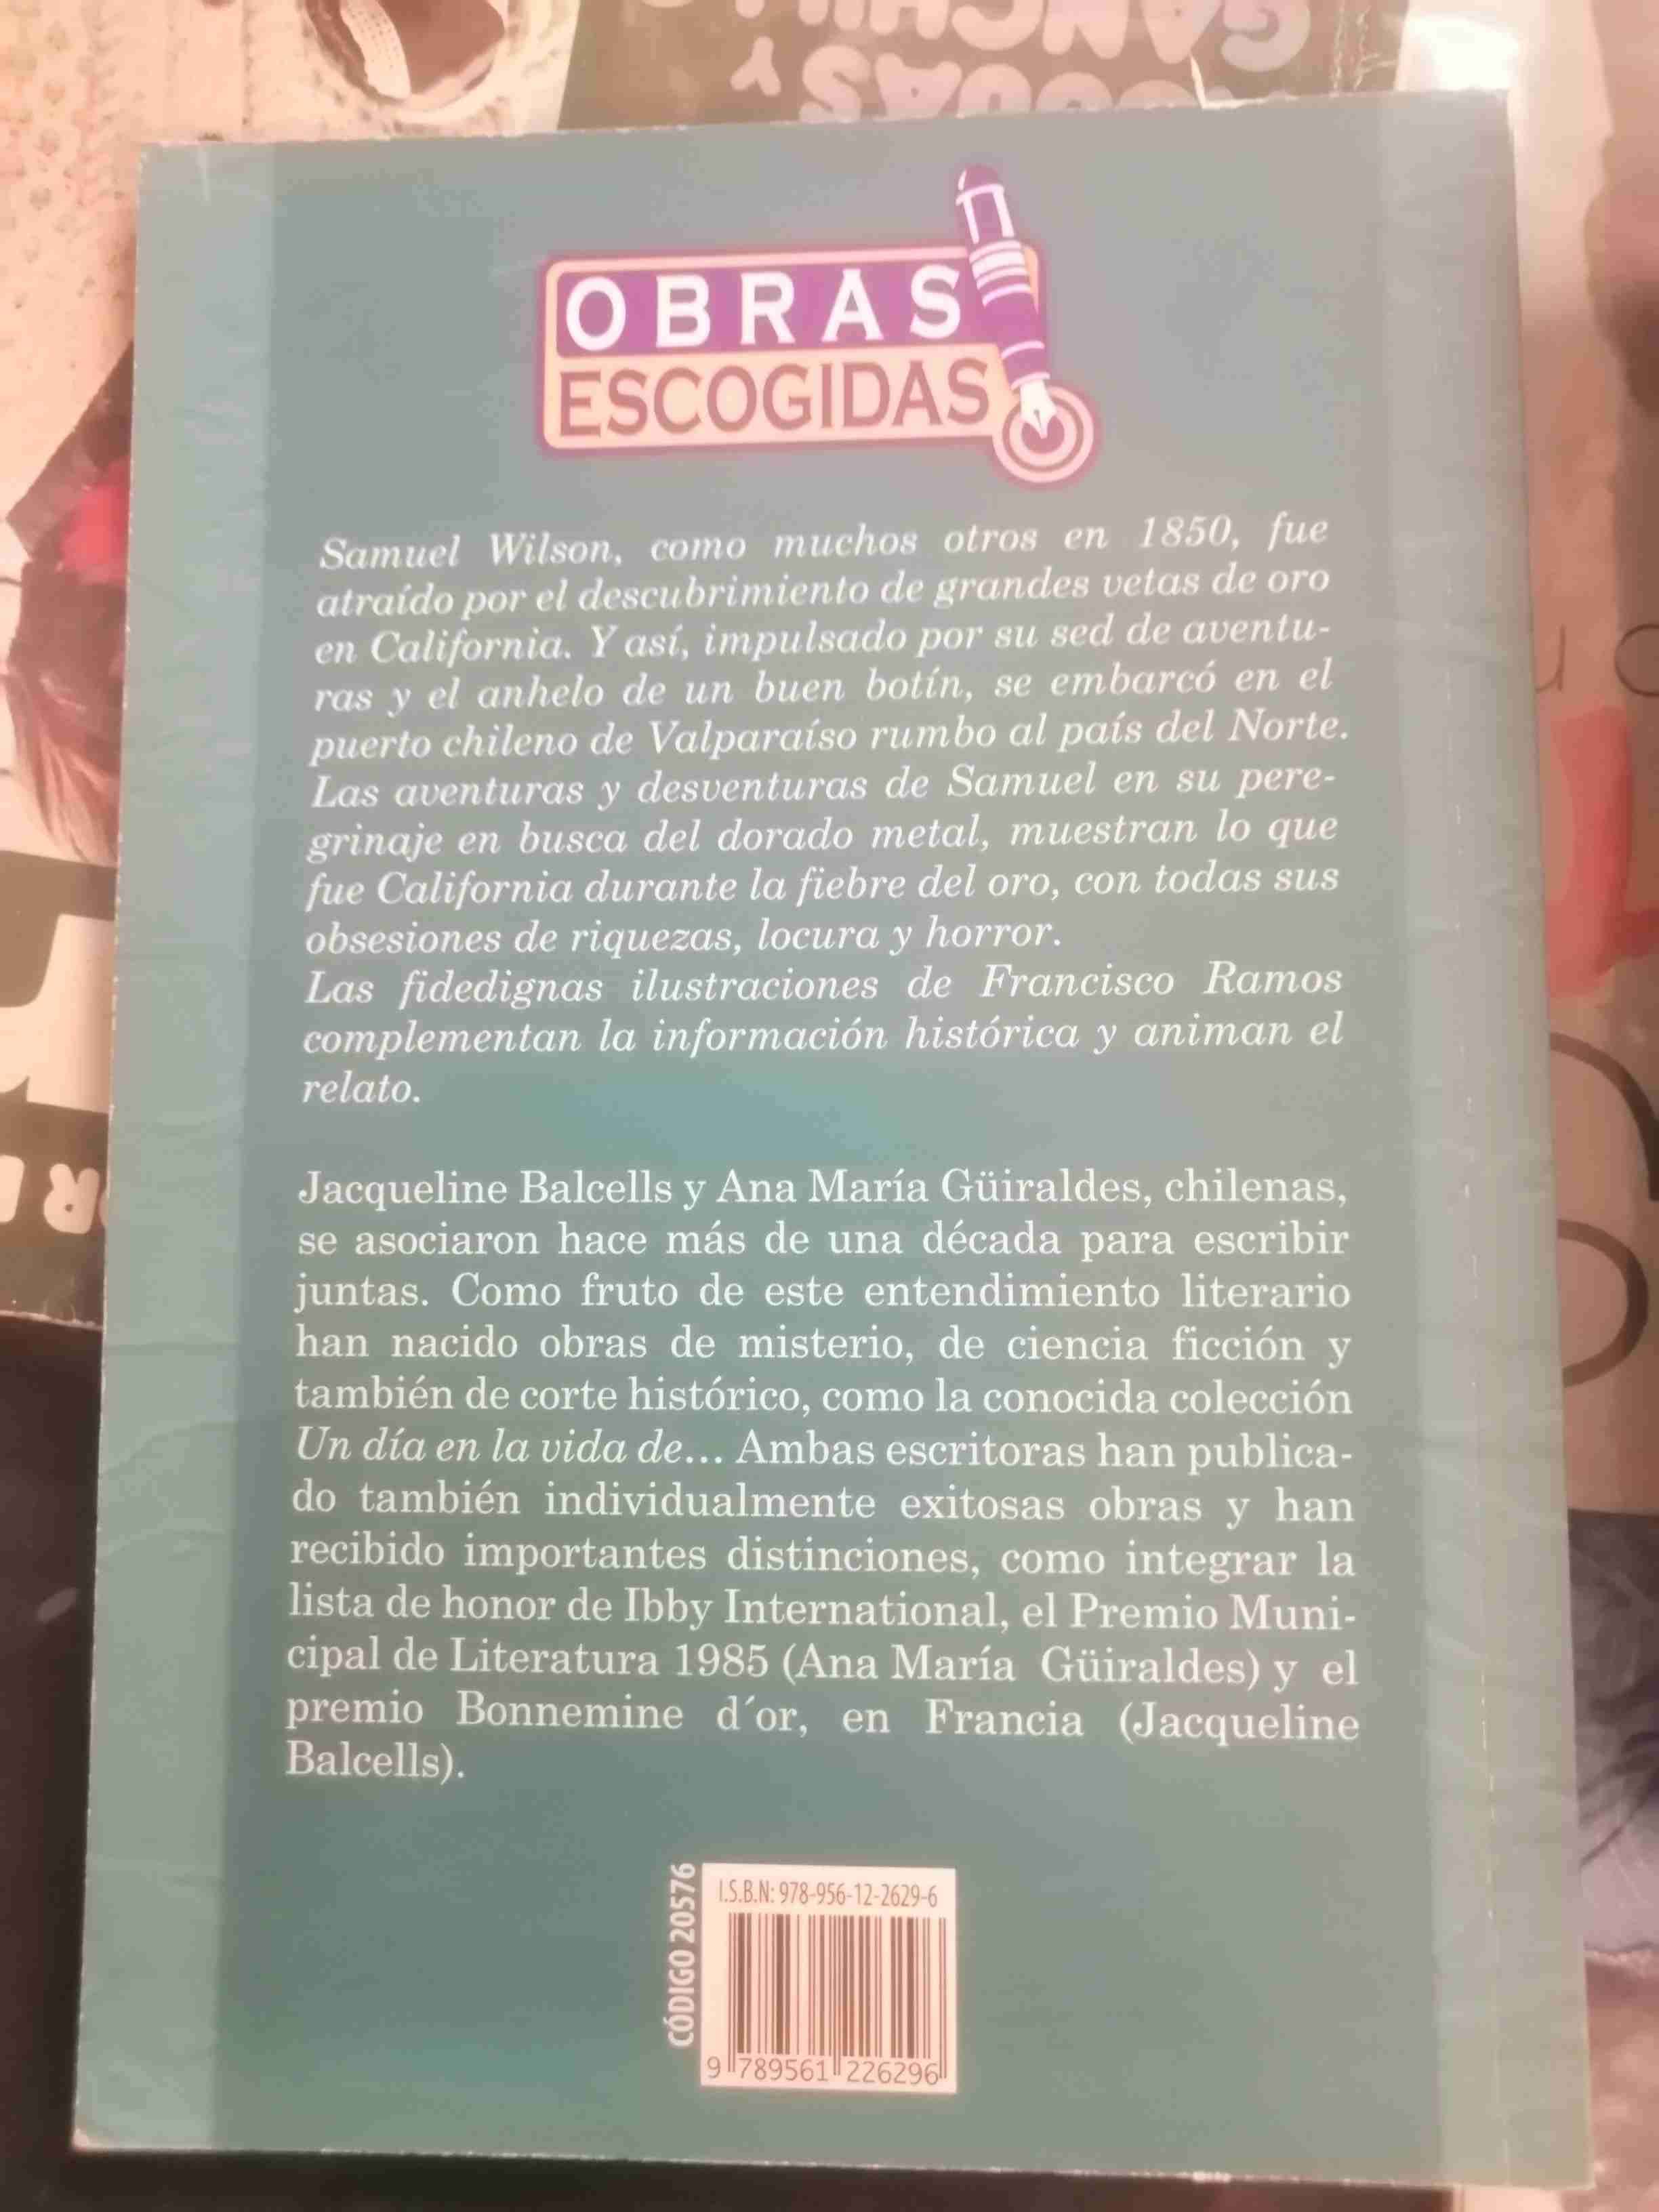 GANCHILLO
AGUJAS Y
OBRAS
ESCOGIDAS
Samuel Wilson, como muchos otros en 1850, fue
atraído por el descubrimiento de grandes vetas de oro
en California. Y así, impulsado por su sed de aventu-
ras y el anhelo de un buen botín, se embarcó en el
puerto chileno de Valparaíso rumbo al país del Norte.
Las aventuras y desventuras de Samuel en su pere-
grinaje en busca del dorado metal, muestran lo que
fue California durante la fiebre del oro, con todas sus
obsesiones de riquezas, locura y horror.
Las fidedignas ilustraciones de Francisco Ramos
complementan la información histórica y animan el
relato.
Jacqueline Balcells y Ana María Güiraldes, chilenas,
se asociaron hace más de una década para escribir
juntas. Como fruto de este entendimiento literario
han nacido obras de misterio, de ciencia ficción y
también de corte histórico, como la conocida colección
Un día en la vida de... Ambas escritoras han publica-
do también individualmente exitosas obras y han
recibido importantes distinciones, como integrar la
lista de honor de Ibby International, el Premio Muni-
cipal de Literatura 1985 (Ana María Güiraldes) y el
premio Bonnemine d´or, en Francia (Jacqueline
Balcells).
CÓDIGO 20576
I.S.B.N: 978-956-12-2629-6
9 789561 226296